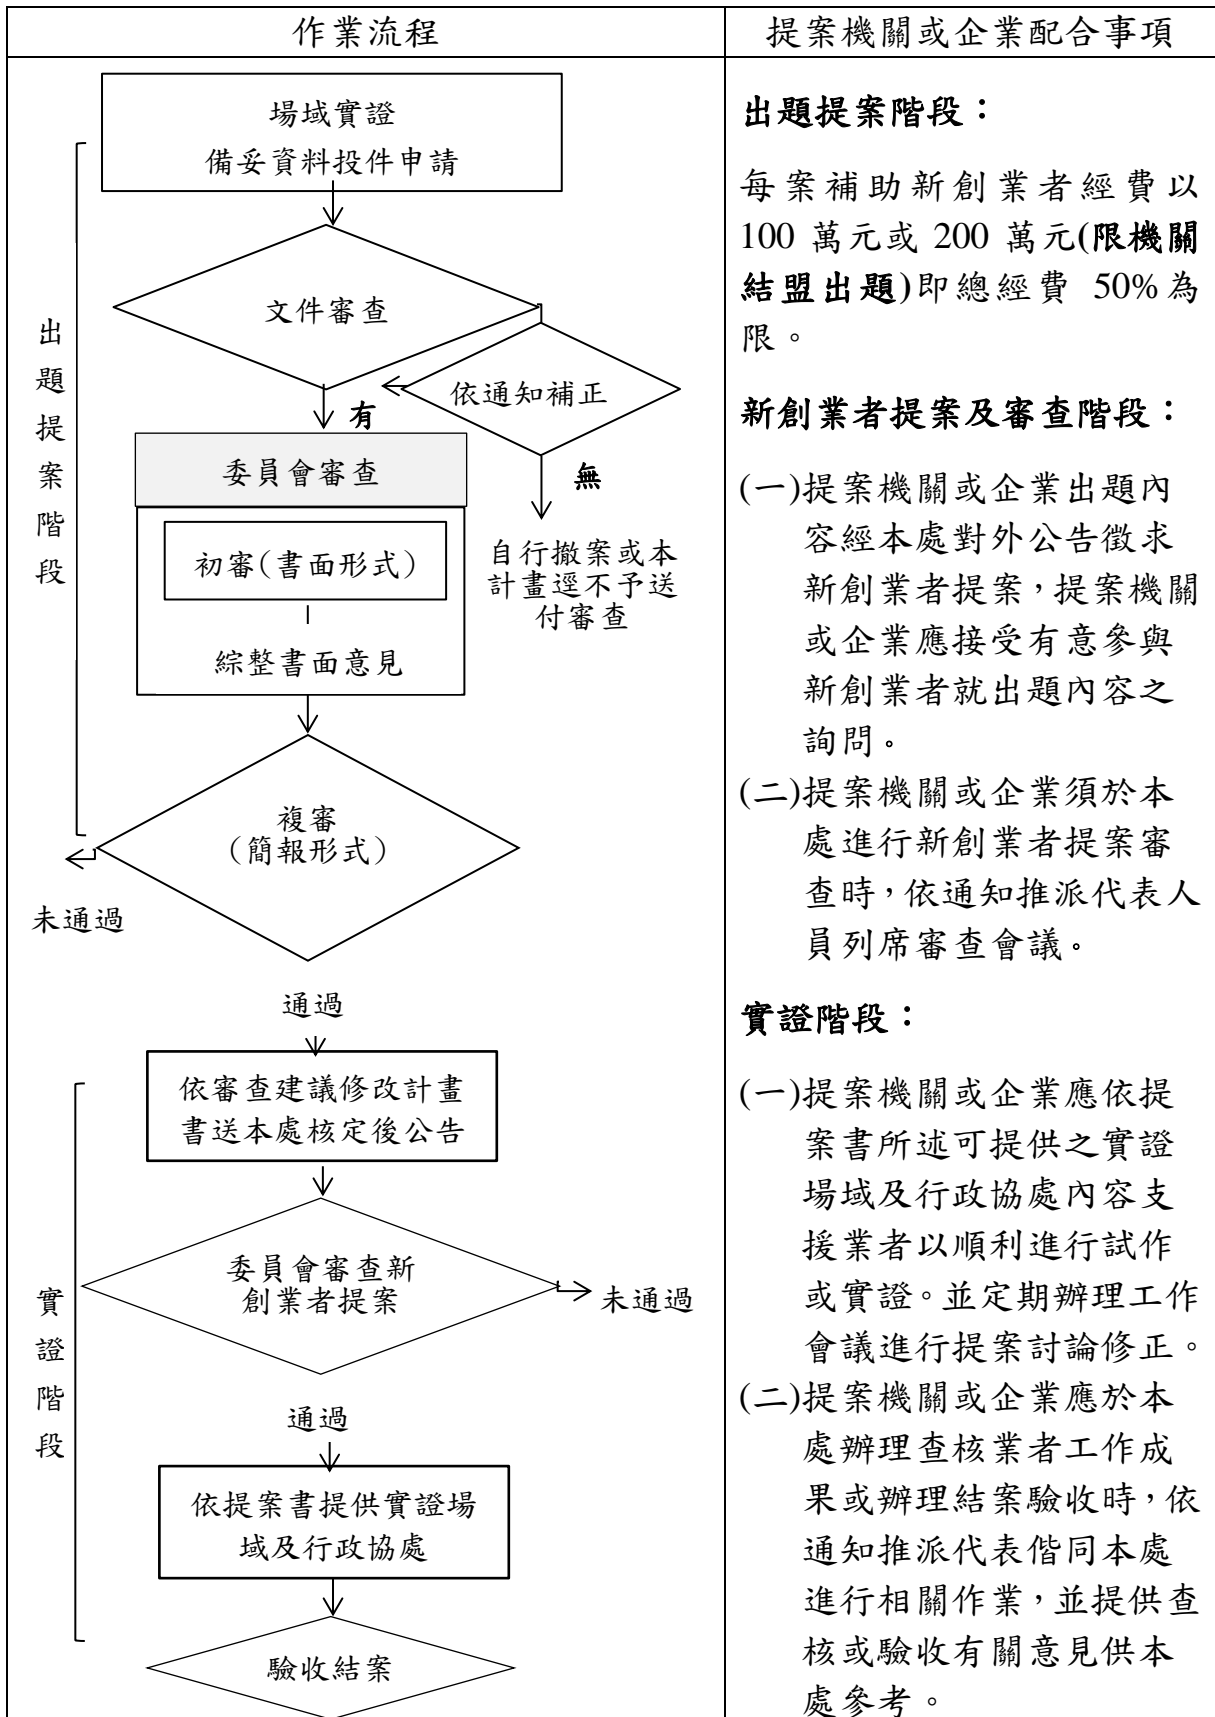 作業流程
提案機關或企業配合事項
場域實證
備妥資料投件申請
文件審查
依通知補正
有
無
委員會審查
初審(書面形式)
綜整書面意見
自行撤案或本
計畫逕不予送
付審查
複審
(簡報形式)
未通過
通過
出
題
提
案
階
段
依審查建議修改計畫
書送本處核定後公告
委員會審查新
創業者提案
未通過
通過
依提案書提供實證場
域及行政協處
驗收結案
實
證
階
段
出題提案階段：
每案補助新創業者經費以
100 萬元或 200 萬元(限機關
結盟出題)即總經費 50%為
限。
新創業者提案及審查階段：
(一)提案機關或企業出題內
容經本處對外公告徵求
新創業者提案，提案機關
或企業應接受有意參與
新創業者就出題內容之
詢問。
(二)提案機關或企業須於本
處進行新創業者提案審
查時，依通知推派代表人
員列席審查會議。
實證階段：
(一)提案機關或企業應依提
案書所述可提供之實證
場域及行政協處內容支
援業者以順利進行試作
或實證。並定期辦理工作
會議進行提案討論修正。
(二)提案機關或企業應於本
處辦理查核業者工作成
果或辦理結案驗收時，依
通知推派代表偕同本處
進行相關作業，並提供查
核或驗收有關意見供本
處參考。